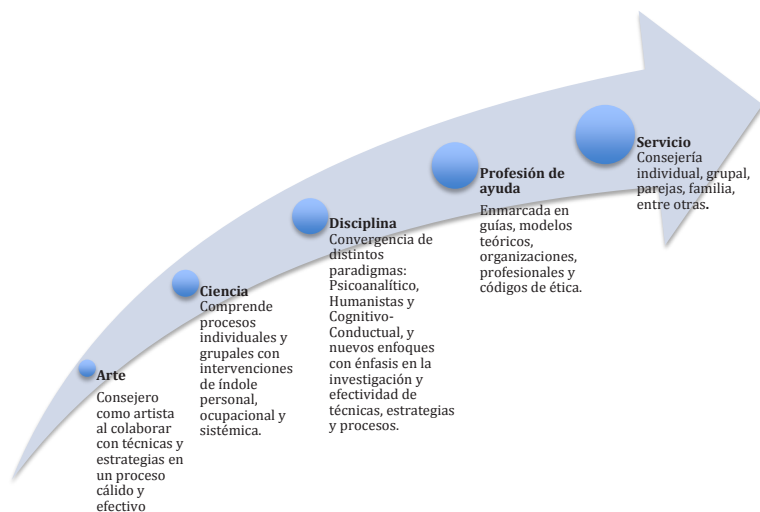 Arte
Consejero
como artista
al colaborar
con técnicas y
estrategias en
un proceso
cálido y
efectivo
Ciencia
Comprende
procesos
individuales y
grupales con
intervenciones
de índole
personal,
ocupacional y
sistémica.
Disciplina
Convergencia de
distintos
paradigmas:
Psicoanalítico,
Humanistas y
Cognitivo-
Conductual, y
nuevos enfoques
con énfasis en la
investigación y
efectividad de
técnicas, estrategias
y procesos.
Profesión de
ayuda
Enmarcada en
guías, modelos
teóricos,
organizaciones,
profesionales y
códigos de ética.
Servicio
Consejería
individual, grupal,
parejas, familia,
entre otras.